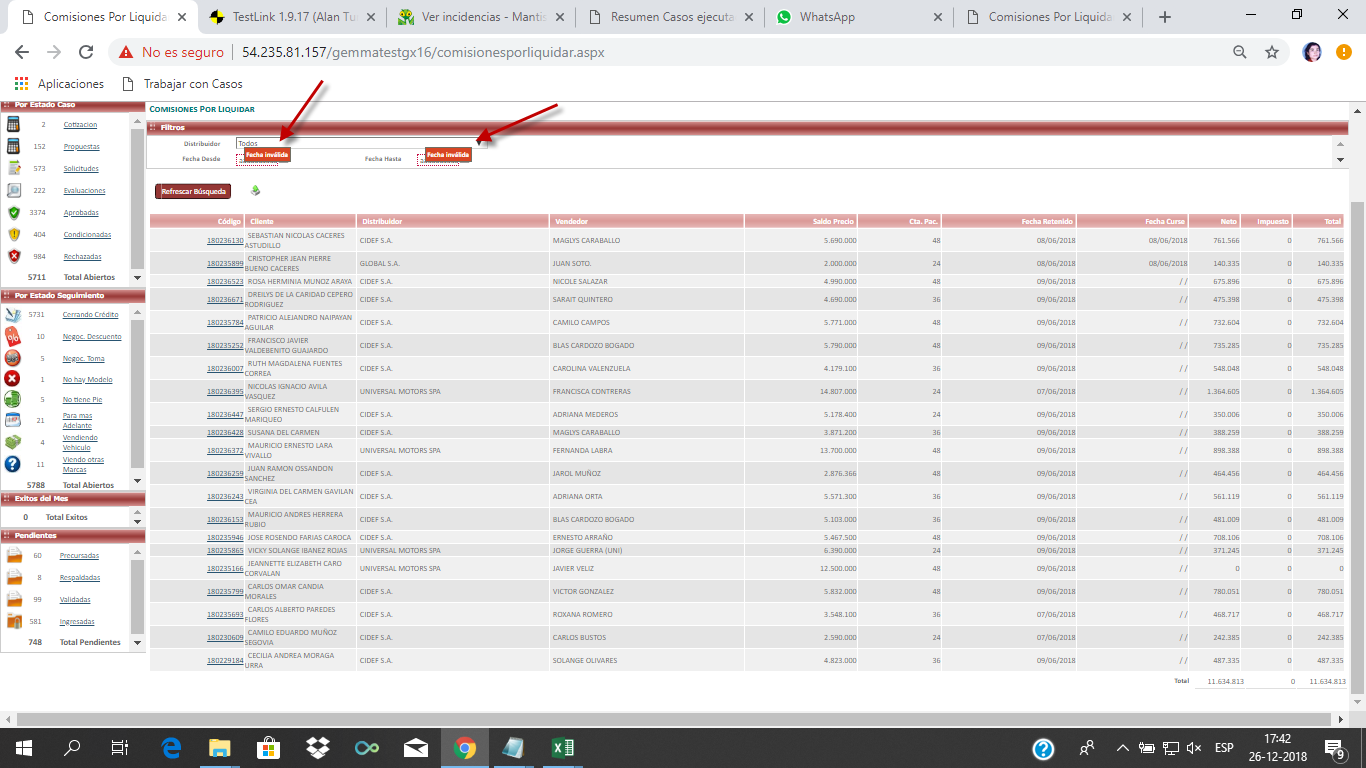 Comisiones Por Liquida
TestLink 1.9.17 (Alan Tu
Ver incidencias - Mantis
Resumen Casos ejecuta
WhatsApp
Comisiones Por Liquida
No es seguro | 54.235.81.157/gemmatestgx16/comisionesporliquidar.aspx
Aplicaciones
Trabajar con Casos
Por Estado Caso
2 Cotizacion
152 Propuestas
573 Solicitudes
222 Evaluaciones
3374 Aprobadas
404 Condicionadas
984 Rechazadas
5711 Total Abiertos
Por Estado Seguimiento
5731 Cerrando Crédito
10 Negoc. Descuento
5 Negoc. Toma
1 No hay Modelo
5 No tiene Pie
21 Para mas
Adelante
4 Vendiendo
Vehiculo
11 Viendo otras
Marcas
5788 Total Abiertos
Exitos del Mes
0 Total Exitos
Pendientes
60 Precursadas
8 Respaldadas
99 Validadas
581 Ingresadas
748 Total Pendientes
Comisiones Por Liquidar
Filtros
Distribuidor Todos
Fecha Desde Fecha inválida Fecha Hasta Fecha inválida
Refrescar Búsqueda
Código Cliente Distribuidor Vendedor Saldo Precio Cta. Pac. Fecha Retenido Fecha Curse Neto Impuesto Total
180236130 SEBASTIAN NICOLAS CACERES ASTUDILLO CIDEF S.A. MAGLYS CARABALLO 5.690.000 48 08/06/2018 08/06/2018 761.566 0 761.566
180235899 CRISTOPHER JEAN PIERRE BUENO CACERES GLOBAL S.A. JUAN SOTO. 2.000.000 24 08/06/2018 08/06/2018 140.335 0 140.335
180236523 ROSA HERMINIA MUNOZ ARAYA CIDEF S.A. NICOLE SALAZAR 4.990.000 48 09/06/2018 / / 675.896 0 675.896
180236671 DREILYS DE LA CARIDAD CEPERO RODRIGUEZ CIDEF S.A. SARAIT QUINTERO 4.690.000 36 09/06/2018 / / 475.398 0 475.398
180235784 PATRICIO ALEJANDRO NAIPAYAN AGUILAR CIDEF S.A. CAMILO CAMPOS 5.771.000 48 09/06/2018 / / 732.604 0 732.604
180235252 FRANCISCO JAVIER VALDEBENITO GUAJARDO CIDEF S.A. BLAS CARDOZO BOGADO 5.790.000 48 09/06/2018 / / 735.285 0 735.285
180236007 RUTH MAGDALENA FUENTES CORREA CIDEF S.A. CAROLINA VALENZUELA 4.179.100 36 09/06/2018 / / 548.048 0 548.048
180236395 NICOLAS IGNACIO AVILA VASQUEZ UNIVERSAL MOTORS SPA FRANCISCA CONTRERAS 14.807.000 24 07/06/2018 / / 1.364.605 0 1.364.605
180236447 SERGIO ERNESTO CALFULEN MARIQUEO CIDEF S.A. ADRIANA MEDEROS 5.178.400 24 09/06/2018 / / 350.006 0 350.006
180236428 SUSANA DEL CARMEN CIDEF S.A. MAGLYS CARABALLO 3.871.200 36 09/06/2018 / / 388.259 0 388.259
180236372 MAURICIO ERNESTO LARA VIVALLO UNIVERSAL MOTORS SPA FERNANDA LABRA 13.700.000 48 09/06/2018 / / 898.388 0 898.388
180236259 JUAN RAMON OSSANDON SANCHEZ CIDEF S.A. JAROL MUÑOZ 2.876.366 48 09/06/2018 / / 464.456 0 464.456
180236243 VIRGINIA DEL CARMEN GAVILAN CEA CIDEF S.A. ADRIANA ORTA 5.571.300 36 09/06/2018 / / 561.119 0 561.119
180236153 MAURICIO ANDRES HERRERA RUBIO CIDEF S.A. BLAS CARDOZO BOGADO 5.103.000 36 09/06/2018 / / 481.009 0 481.009
180235946 JOSE ROSENDO FARIAS CAROCA CIDEF S.A. ERNESTO ARRAÑO 5.467.500 48 09/06/2018 / / 708.106 0 708.106
180235865 VICKY SOLANGE IBANEZ ROJAS UNIVERSAL MOTORS SPA JORGE GUERRA (UNI) 6.390.000 24 09/06/2018 / / 371.245 0 371.245
180235166 JEANNETTE ELIZABETH CARO CORVALAN UNIVERSAL MOTORS SPA JAVIER VELIZ 12.500.000 48 09/06/2018 / / 0 0 0
180235799 CARLOS OMAR CANDIA MORALES CIDEF S.A. VICTOR GONZALEZ 5.832.000 48 09/06/2018 / / 780.051 0 780.051
180235693 CARLOS ALBERTO PAREDES FLORES CIDEF S.A. ROXANA ROMERO 3.548.100 36 07/06/2018 / / 468.717 0 468.717
180230609 CAMILO EDUARDO MUÑOZ SEGOVIA CIDEF S.A. CARLOS BUSTOS 2.590.000 24 07/06/2018 / / 242.385 0 242.385
180229184 CECILIA ANDREA MORAGA URRA CIDEF S.A. SOLANGE OLIVARES 4.823.000 36 09/06/2018 / / 487.335 0 487.335
Total 11.634.813 0 11.634.813
ESP
17:42
26-12-2018
9